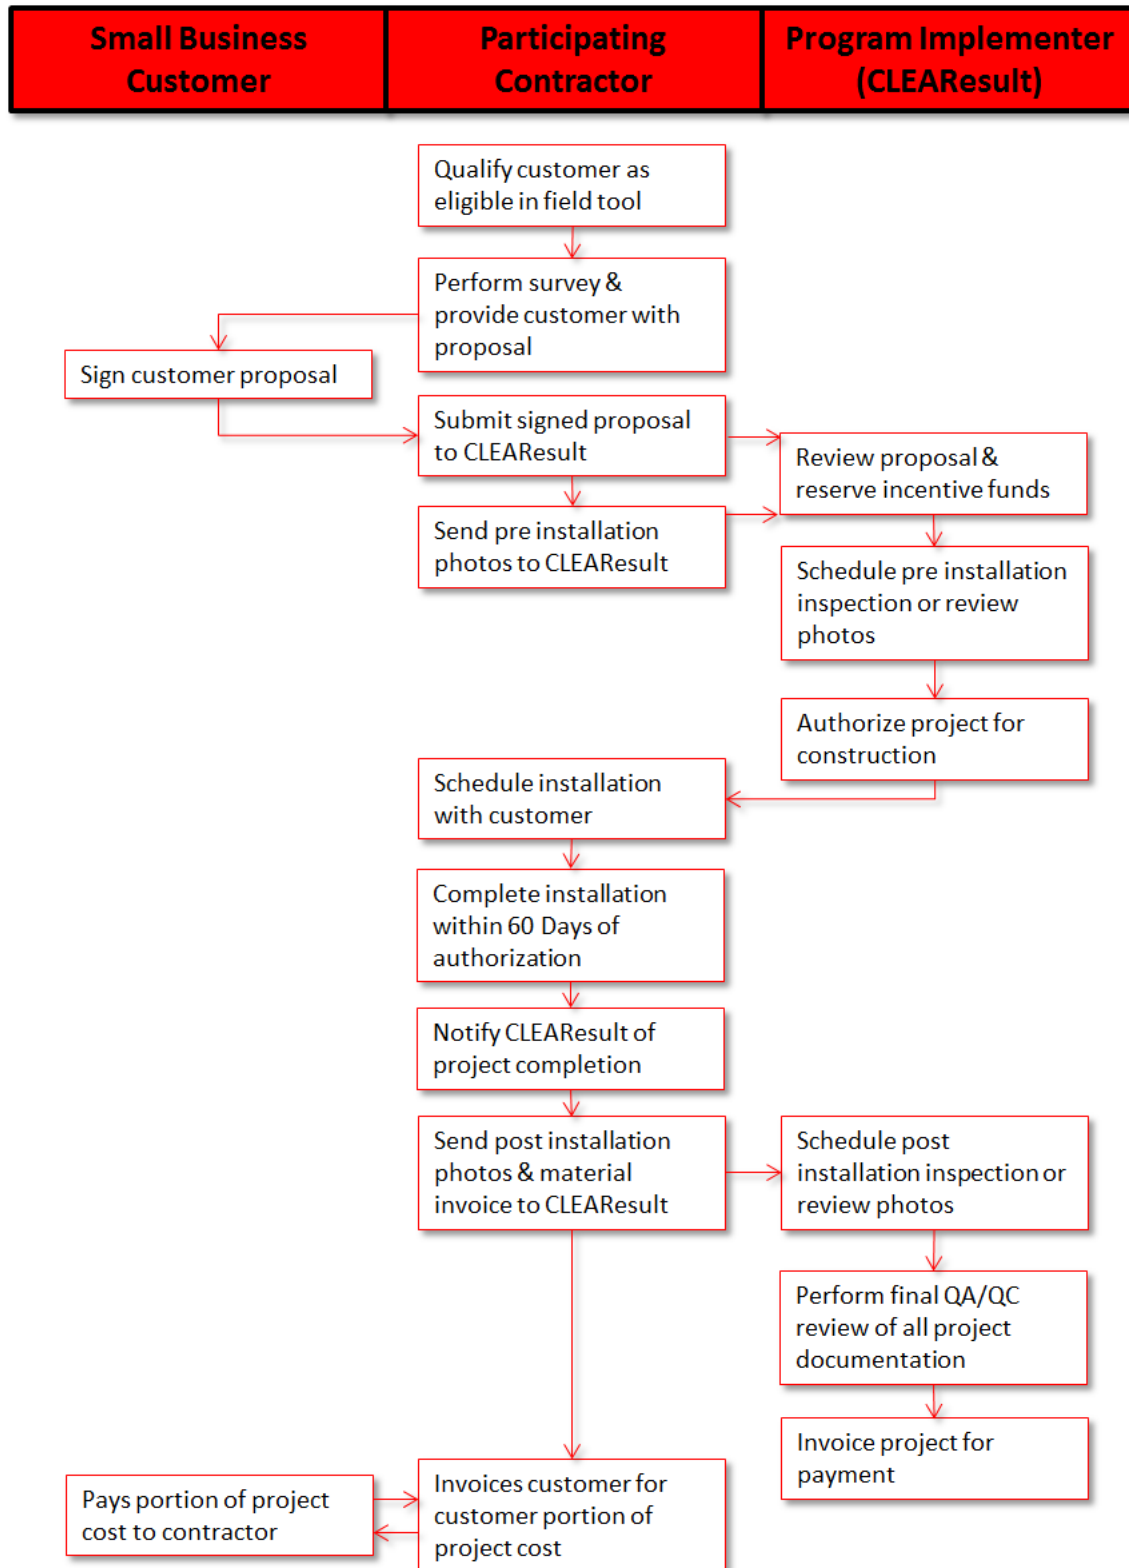 Small Business
Customer
Participating
Contractor
Program Implementer
(CLEAResult)
Qualify customer as
eligible in field tool
Perform survey &
provide customer with
proposal
Sign customer proposal
Submit signed proposal
to CLEAResult
Review proposal &
reserve incentive funds
Send pre installation
photos to CLEAResult
Schedule pre installation
inspection or review
photos
Authorize project for
construction
Schedule installation
with customer
Complete installation
within 60 Days of
authorization
Notify CLEAResult of
project completion
Send post installation
photos & material
invoice to CLEAResult
Schedule post
installation inspection or
review photos
Perform final QA/QC
review of all project
documentation
Invoice project for
payment
Pays portion of project
cost to contractor
Invoices customer for
customer portion of
project cost